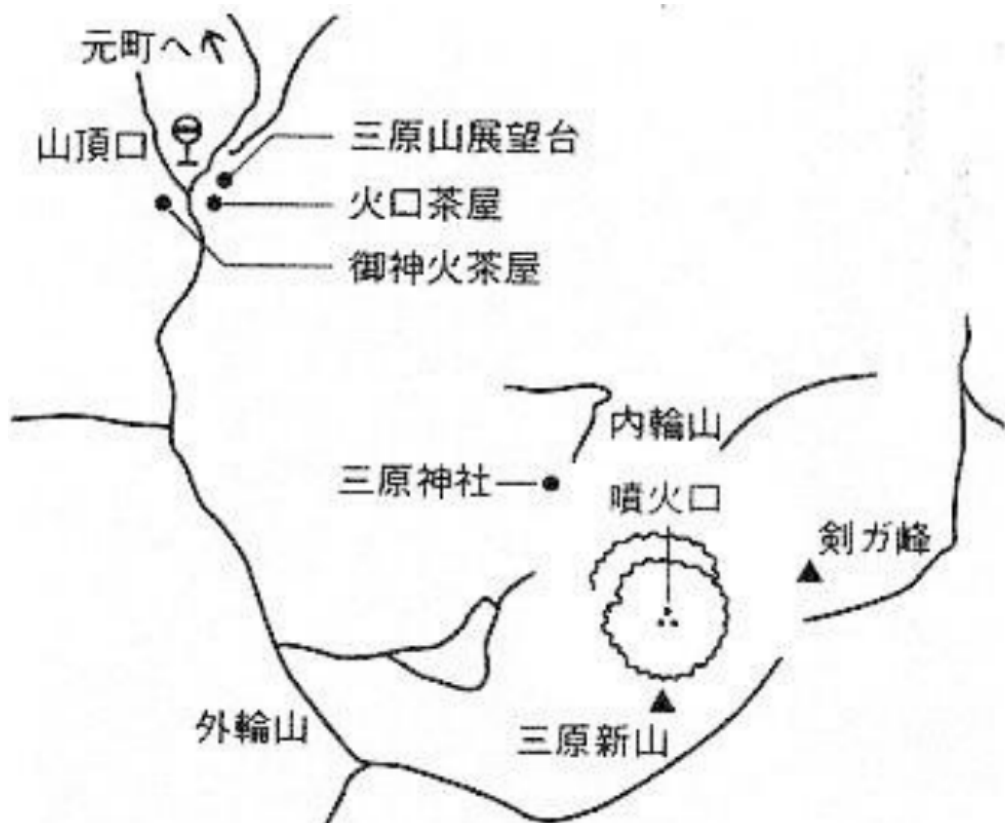 元町へ
山頂口
三原山展望台
火口茶屋
御神火茶屋
内輪山
三原神社
噴火口
剣ガ峰
外輪山
三原新山